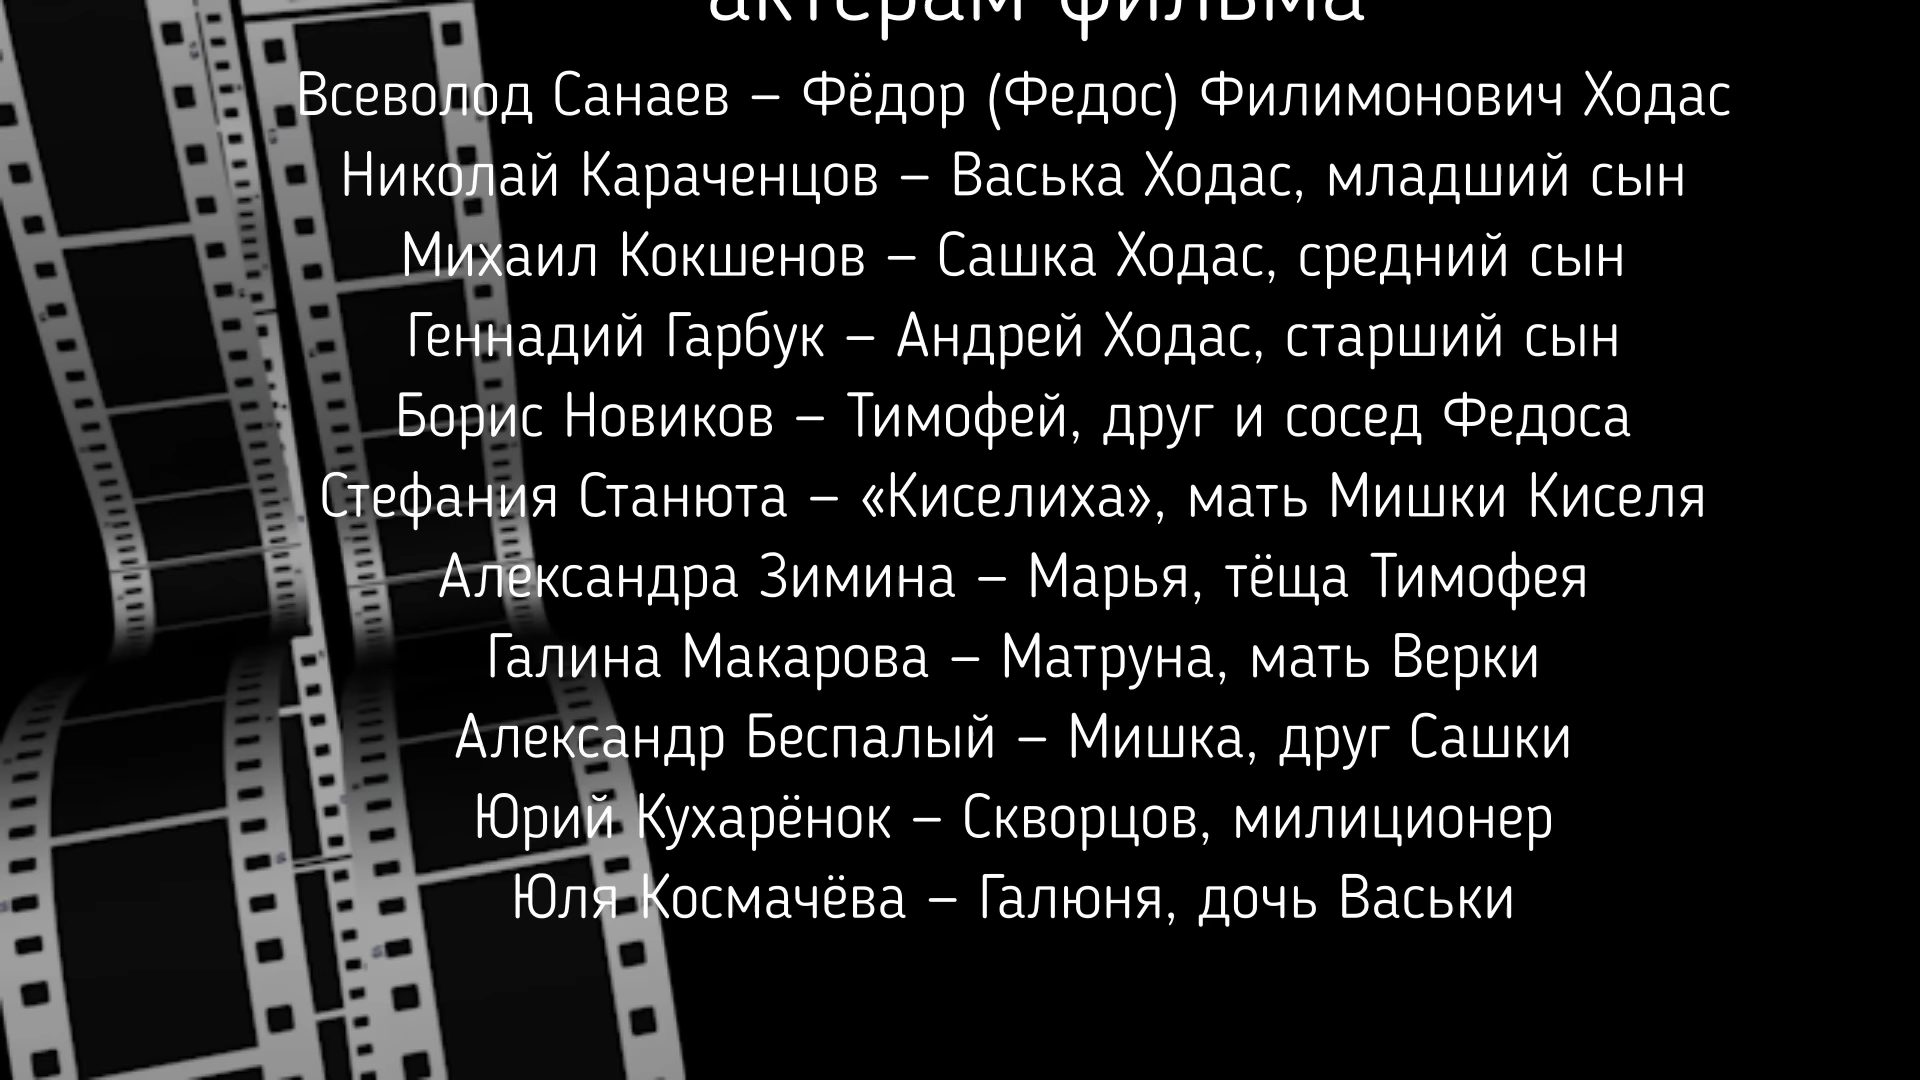 актёрам фильма
Всеволод Санаев – Фёдор (Федос) Филимонович Ходас
Николай Караченцов – Васька Ходас, младший сын
Михаил Кокшенов – Сашка Ходас, средний сын
Геннадий Гарбук – Андрей Ходас, старший сын
Борис Новиков – Тимофей, друг и сосед Федоса
Стефания Станюта – «Киселиха», мать Мишки Киселя
Александра Зимина – Марья, тёща Тимофея
Галина Макарова – Матруна, мать Верки
Александр Беспалый – Мишка, друг Сашки
Юрий Кухарёнок – Скворцов, милиционер
Юля Космачёва – Галюня, дочь Васьки